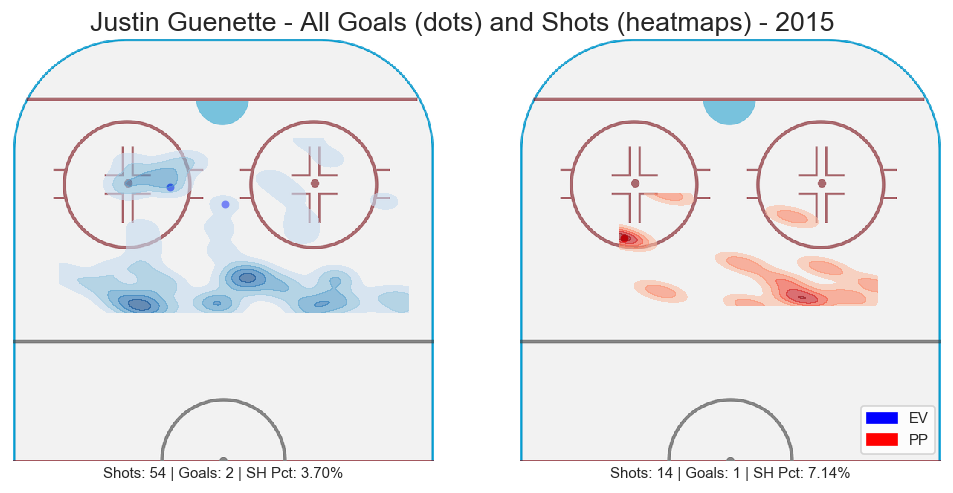 Justin Guenette - All Goals (dots) and Shots (heatmaps) - 2015
EV
PP
Shots: 54 | Goals: 2 | SH Pct: 3.70%
Shots: 14 | Goals: 1 | SH Pct: 7.14%